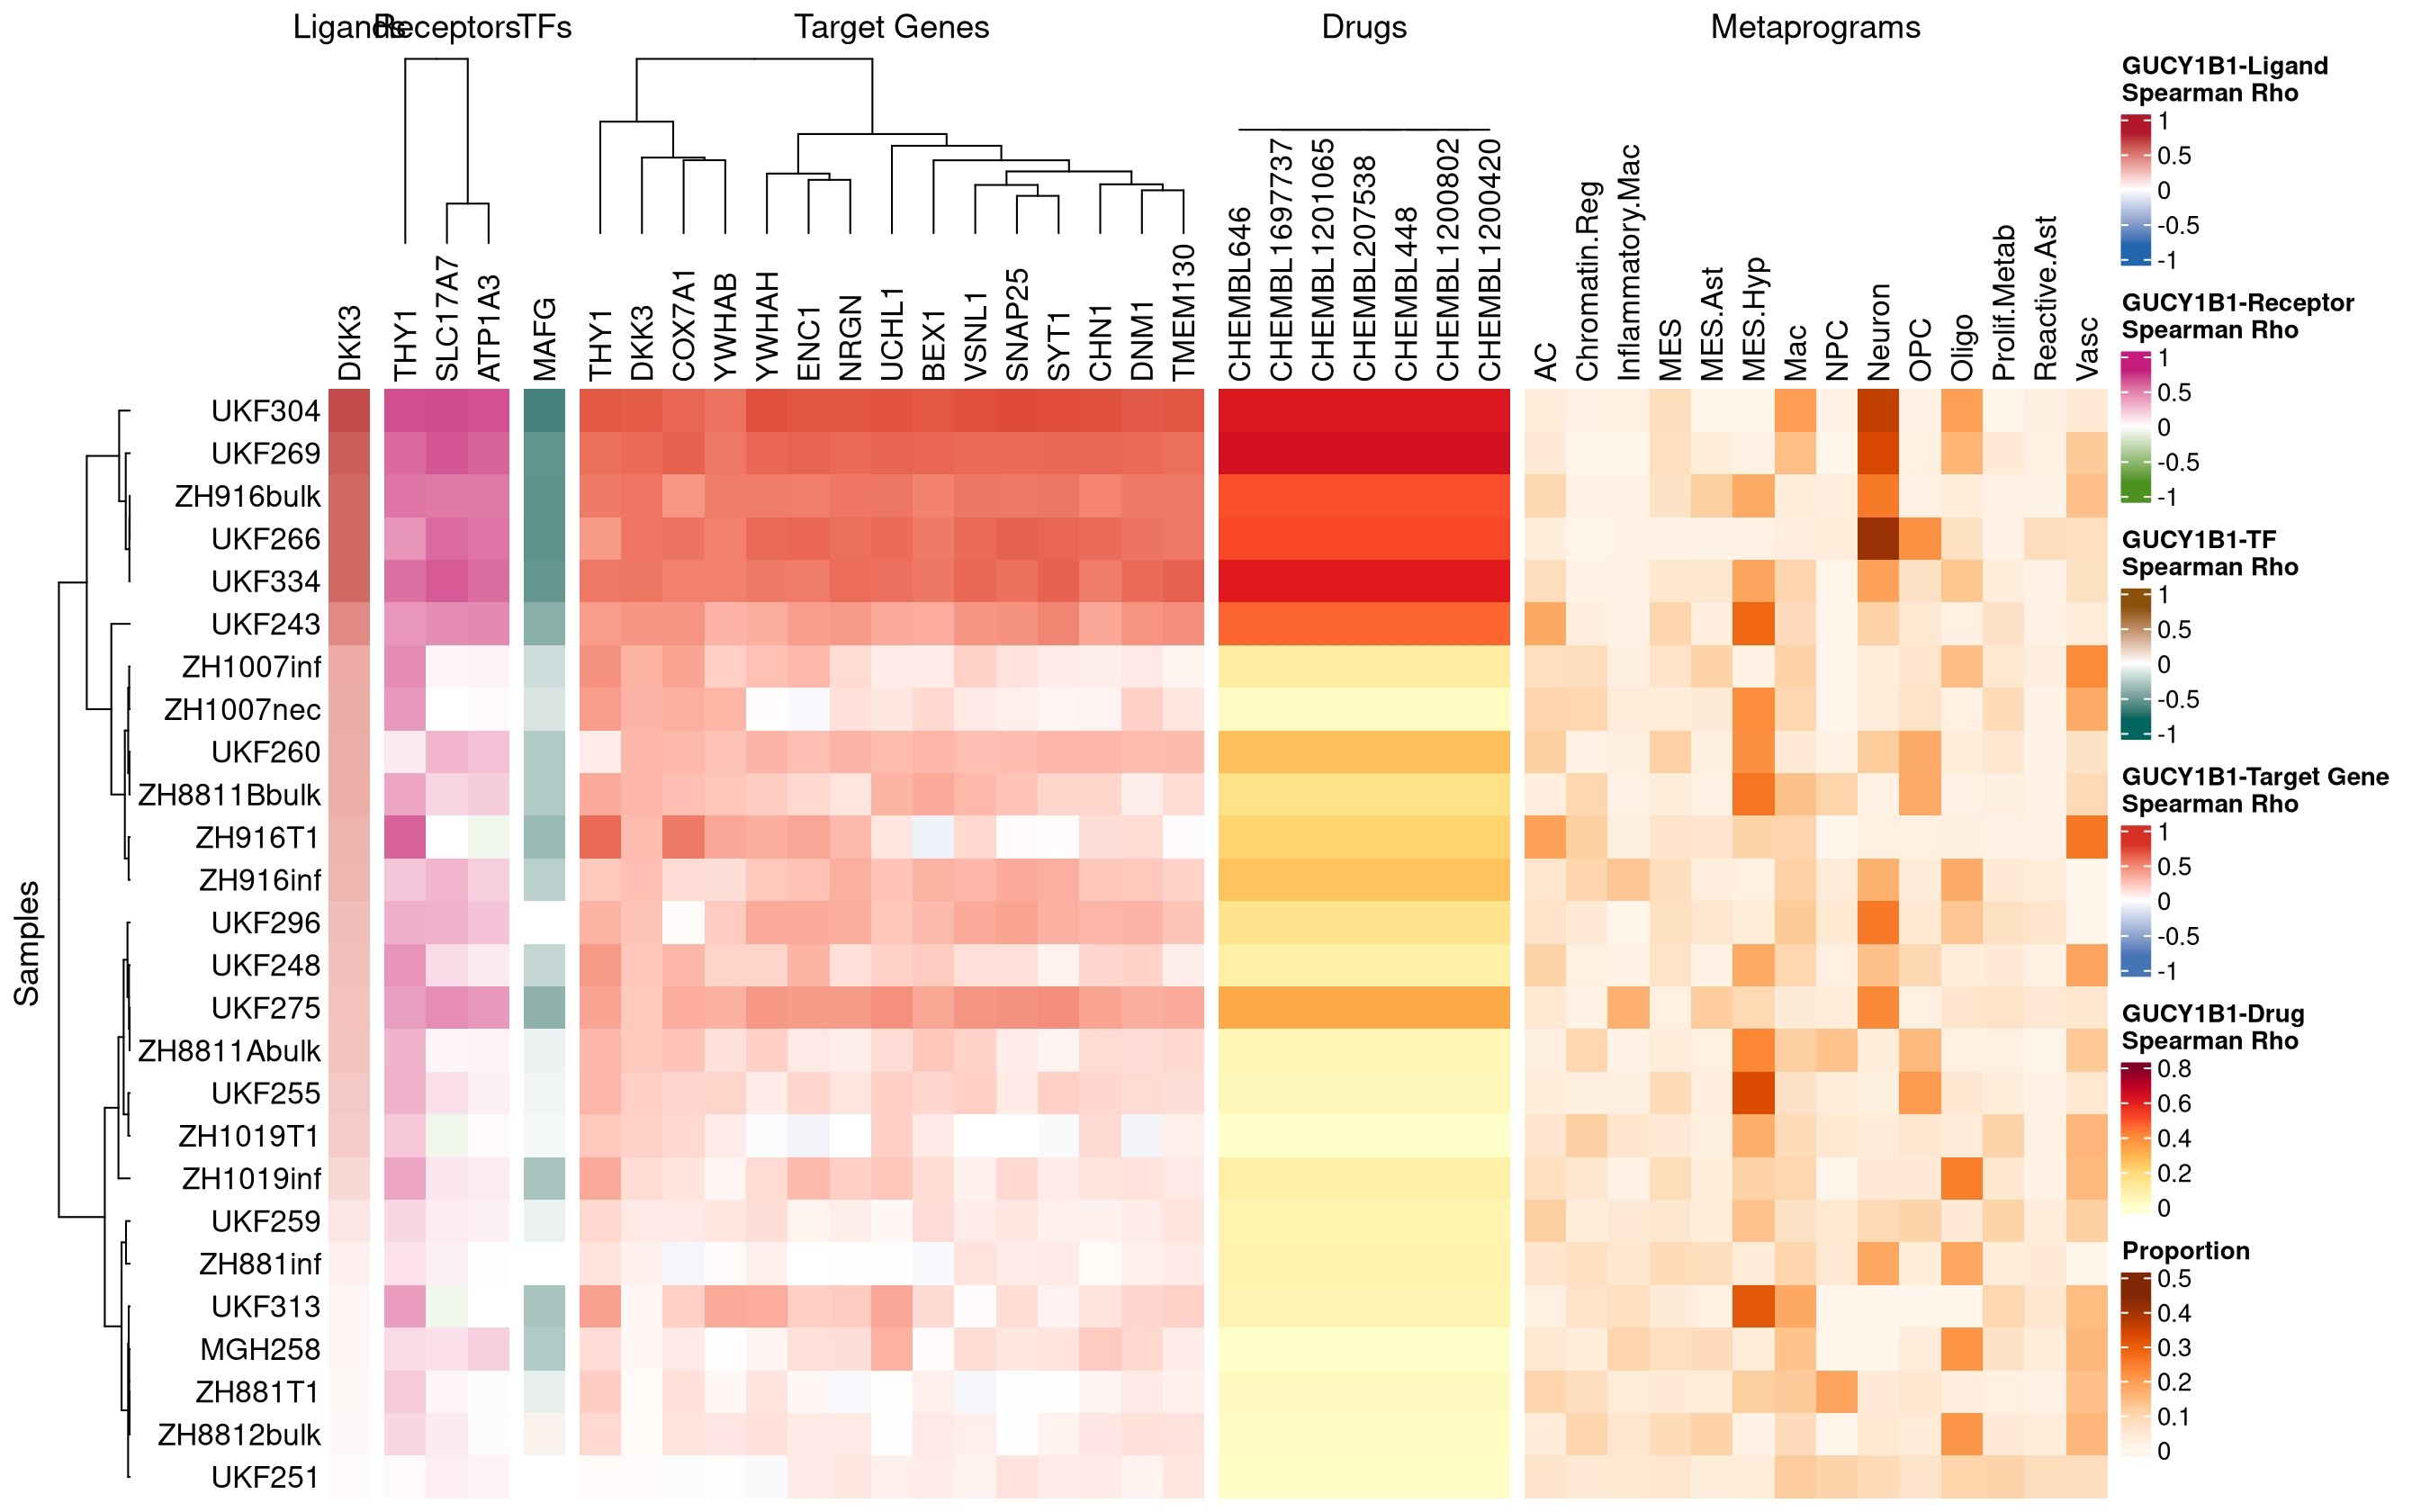 Ligands Receptors TFs Target Genes Drugs Metaprograms
DKK3
THY1
SLC17A7
ATP1A3
MAFG
THY1
DKK3
COX7A1
YWHAB
YWHAH
ENC1
NRGN
UCHL1
BEX1
VSNL1
SNAP25
SYT1
CHN1
DNM1
TMEM130
CHEMBL646
CHEMBL1697737
CHEMBL1201065
CHEMBL207538
CHEMBL448
CHEMBL1200802
CHEMBL1200420
AC
Chromatin.Reg
Inflammatory.Mac
MES
MES.Ast
MES.Hyp
Mac
NPC
Neuron
OPC
Oligo
Prolif.Metab
Reactive.Ast
Vasc
Samples
UKF304
UKF269
ZH916bulk
UKF266
UKF334
UKF243
ZH1007inf
ZH1007nec
UKF260
ZH8811Bbulk
ZH916T1
ZH916inf
UKF296
UKF248
UKF275
ZH8811Abulk
UKF255
ZH1019T1
ZH1019inf
UKF259
ZH881inf
UKF313
MGH258
ZH881T1
ZH8812bulk
UKF251
GUCY1B1-Ligand
Spearman Rho
1
0.5
0
-0.5
-1
GUCY1B1-Receptor
Spearman Rho
1
0.5
0
-0.5
-1
GUCY1B1-TF
Spearman Rho
1
0.5
0
-0.5
-1
GUCY1B1-Target Gene
Spearman Rho
1
0.5
0
-0.5
-1
GUCY1B1-Drug
Spearman Rho
0.8
0.6
0.4
0.2
0
Proportion
0.5
0.4
0.3
0.2
0.1
0